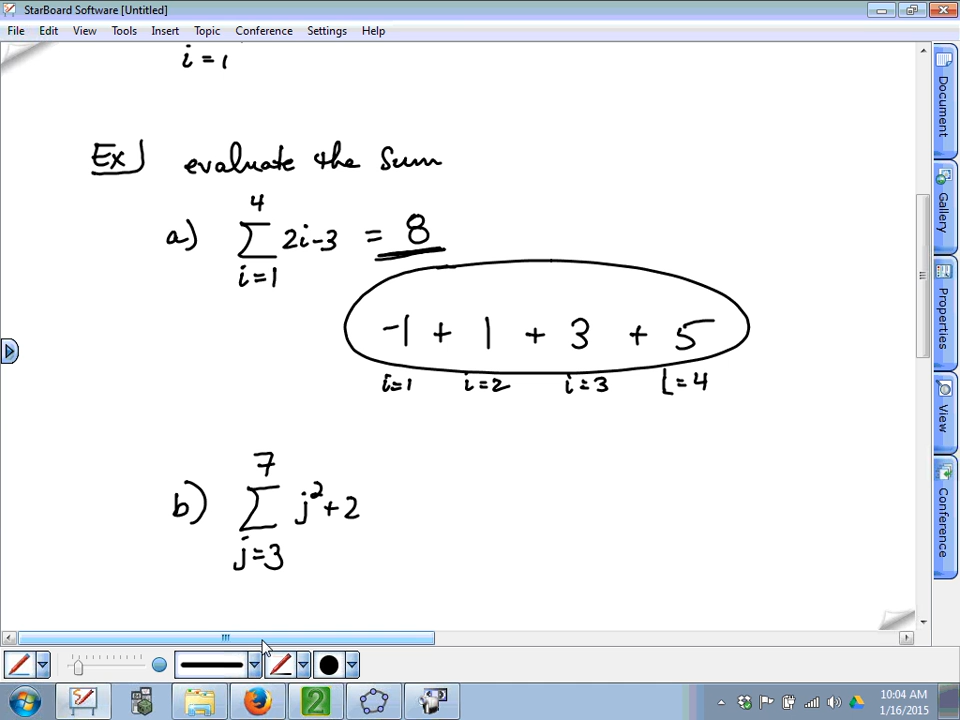 StarBoard Software [Untitled]
File Edit View Tools Insert Topic Conference Settings Help
i = 1
Ex) evaluate the sum
4
a) ∑ 2i-3 = 8
i=1
-1 + 1 + 3 + 5
i=1 i=2 i=3 i=4
7
b) ∑ j²+2
j=3
Document
Gallery
Properties
View
Conference
2
10:04 AM
1/16/2015